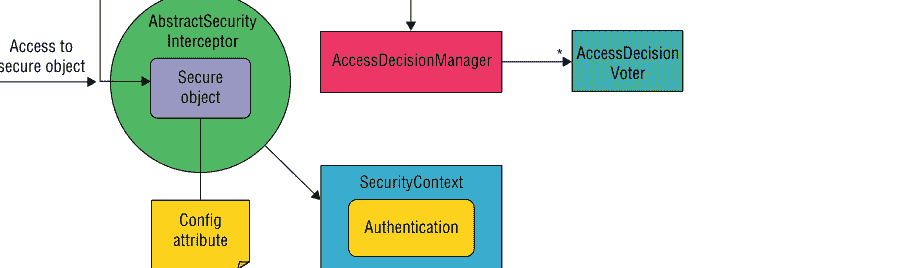 Access to
secure object
AbstractSecurity
Interceptor
Secure
object
AccessDecisionManager
*
AccessDecision
Voter
Config
attribute
SecurityContext
Authentication